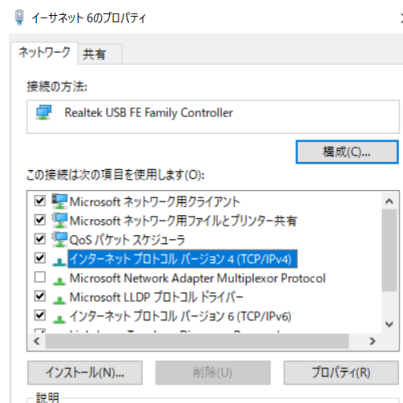 イーサネット 6のプロパティ
ネットワーク 共有
接続の方法:
Realtek USB FE Family Controller
構成(C)...
この接続は次の項目を使用します(O):
Microsoft ネットワーク用クライアント
Microsoft ネットワーク用ファイルとプリンター共有
QoS パケット スケジューラ
インターネット プロトコル バージョン 4 (TCP/IPv4)
Microsoft Network Adapter Multiplexor Protocol
Microsoft LLDP プロトコル ドライバー
インターネット プロトコル バージョン 6 (TCP/IPv6)
インストール(N)... 削除(U) プロパティ(R)
説明